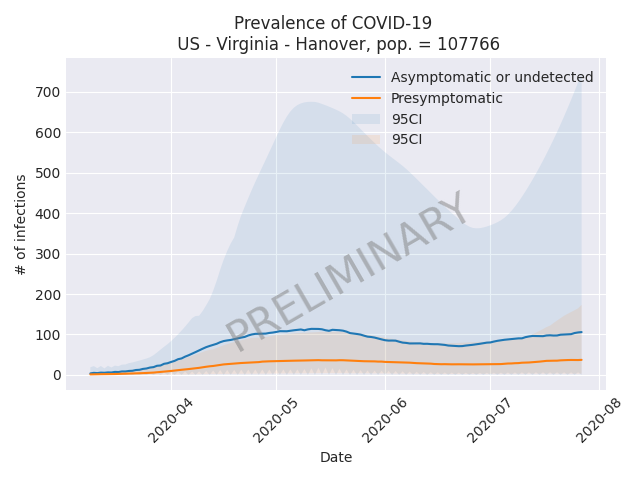 Prevalence of COVID-19
US - Virginia - Hanover, pop. = 107766
Asymptomatic or undetected
Presymptomatic
95CI
95CI
PRELIMINARY
# of infections
700
600
500
400
300
200
100
0
2020-04
2020-05
2020-06
2020-07
2020-08
Date